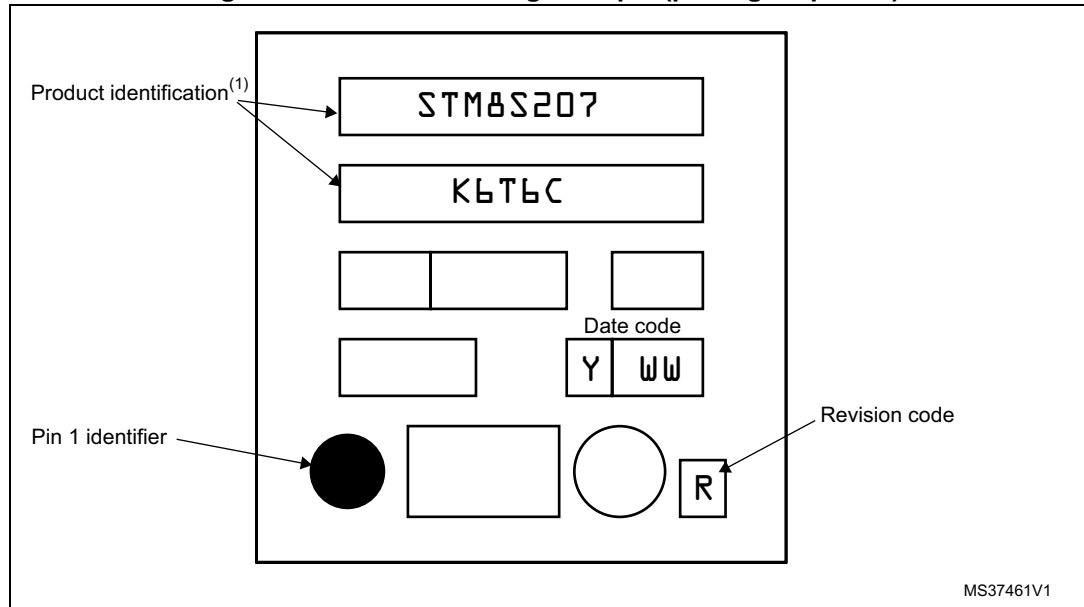 Product identification(1)
STM8S207
K6T6C
Date code
Y WW
Revision code
Pin 1 identifier
R
MS37461V1